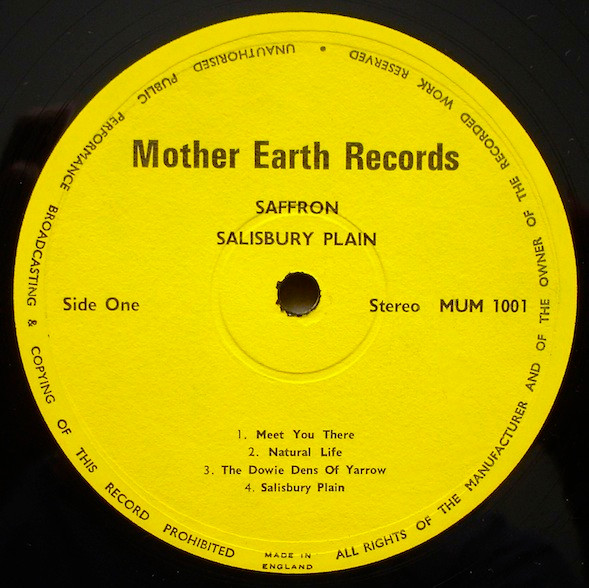 Mother Earth Records
SAFFRON
SALISBURY PLAIN
Side One
Stereo MUM 1001
1. Meet You There
2. Natural Life
3. The Dowie Dens Of Yarrow
4. Salisbury Plain
MADE IN
ENGLAND
ALL RIGHTS OF THE MANUFACTURER AND OF THE OWNER OF THE RECORDED WORK RESERVED • UNAUTHORISED PUBLIC PERFORMANCE BROADCASTING & COPYING OF THIS RECORD PROHIBITED